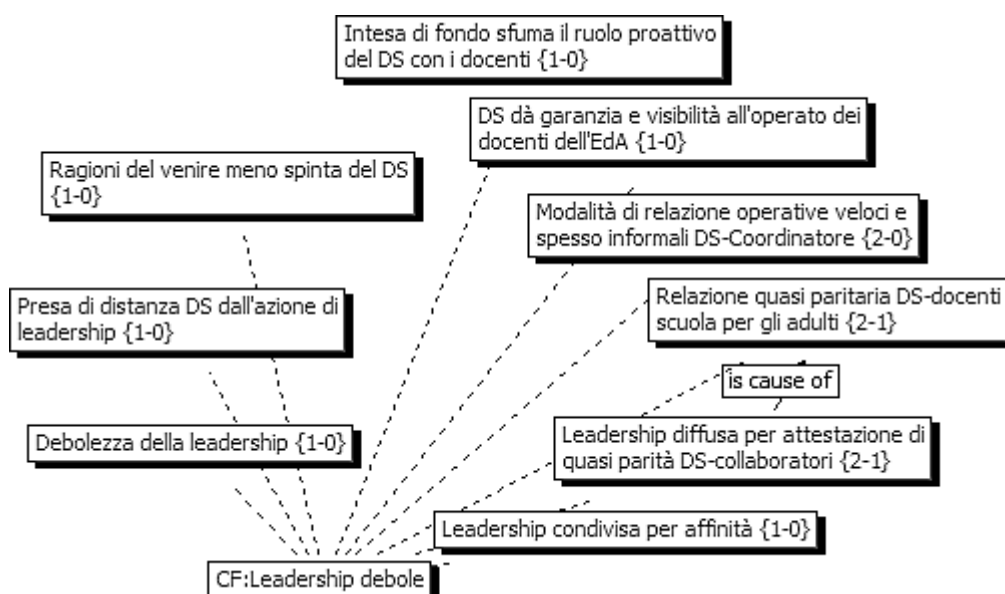 Intesa di fondo sfuma il ruolo proattivo
del DS con i docenti {1-0}
DS dà garanzia e visibilità all'operato dei
docenti dell'EdA {1-0}
Ragioni del venire meno spinta del DS
{1-0}
Modalità di relazione operative veloci e
spesso informali DS-Coordinatore {2-0}
Presa di distanza DS dall'azione di
leadership {1-0}
Relazione quasi paritaria DS-docenti
scuola per gli adulti {2-1}
is cause of
Debolezza della leadership {1-0}
Leadership diffusa per attestazione di
quasi parità DS-collaboratori {2-1}
Leadership condivisa per affinità {1-0}
CF:Leadership debole